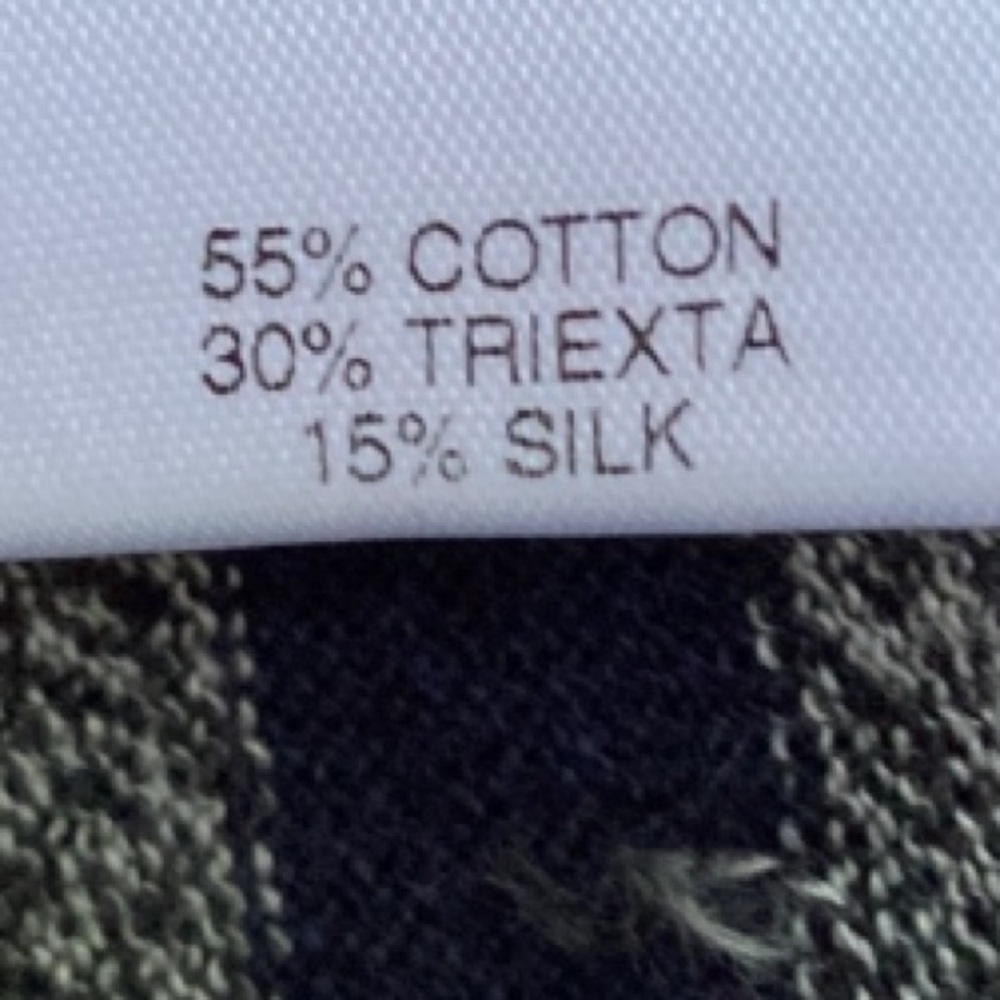 55% COTTON
30% TRIEXTA
15% SILK